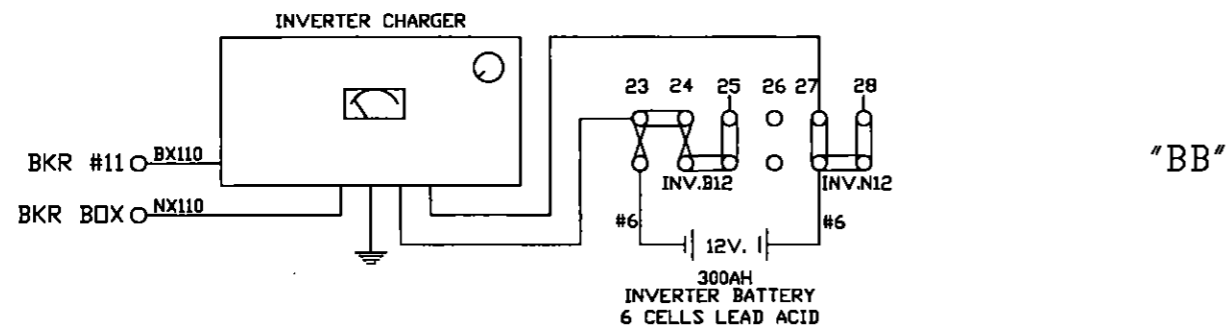 INVERTER CHARGER
23 24 25 26 27 28
BKR #11 BX110
"BB"
INV.B12 INV.N12
BKR BOX NX110
#6 #6
12V.
300AH
INVERTER BATTERY
6 CELLS LEAD ACID